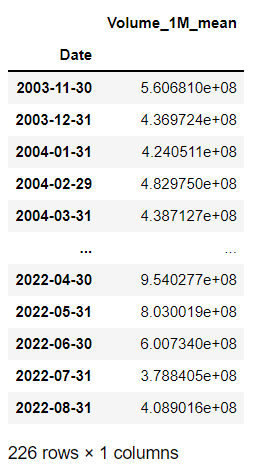 Volume_1M_mean
Date
2003-11-30 5.606810e+08
2003-12-31 4.369724e+08
2004-01-31 4.240511e+08
2004-02-29 4.829750e+08
2004-03-31 4.387127e+08
... ...
2022-04-30 9.540277e+08
2022-05-31 8.030019e+08
2022-06-30 6.007340e+08
2022-07-31 3.788405e+08
2022-08-31 4.089016e+08
226 rows × 1 columns